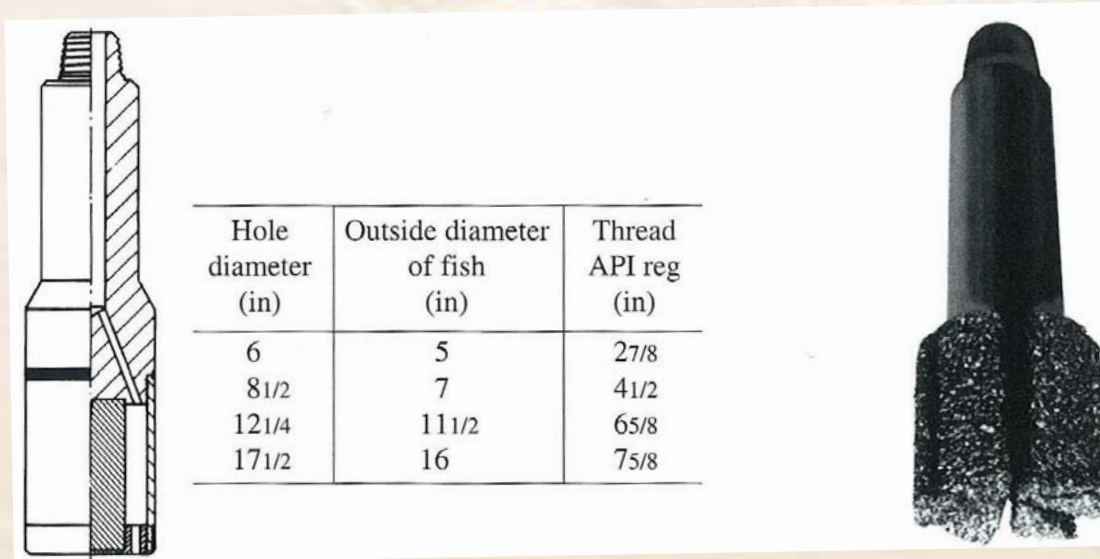 Hole Outside diameter Thread
diameter of fish API reg
(in) (in) (in)
6 5 27/8
81/2 7 41/2
121/4 111/2 65/8
171/2 16 75/8